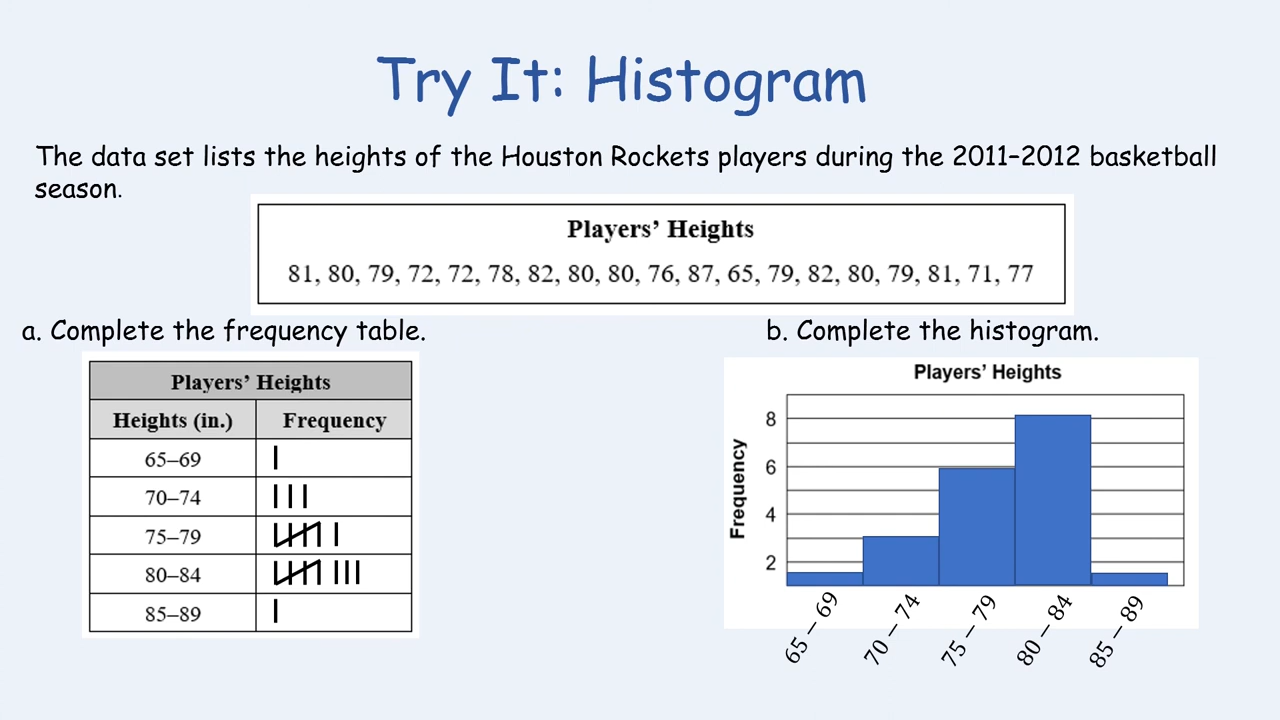 Try It: Histogram
The data set lists the heights of the Houston Rockets players during the 2011–2012 basketball
season.
Players’ Heights
81, 80, 79, 72, 72, 78, 82, 80, 80, 76, 87, 65, 79, 82, 80, 79, 81, 71, 77
a. Complete the frequency table.
Players’ Heights
Heights (in.) Frequency
65–69
70–74
75–79
80–84
85–89
b. Complete the histogram.
Players’ Heights
Frequency
8
6
4
2
65 – 69
70 – 74
75 – 79
80 – 84
85 – 89